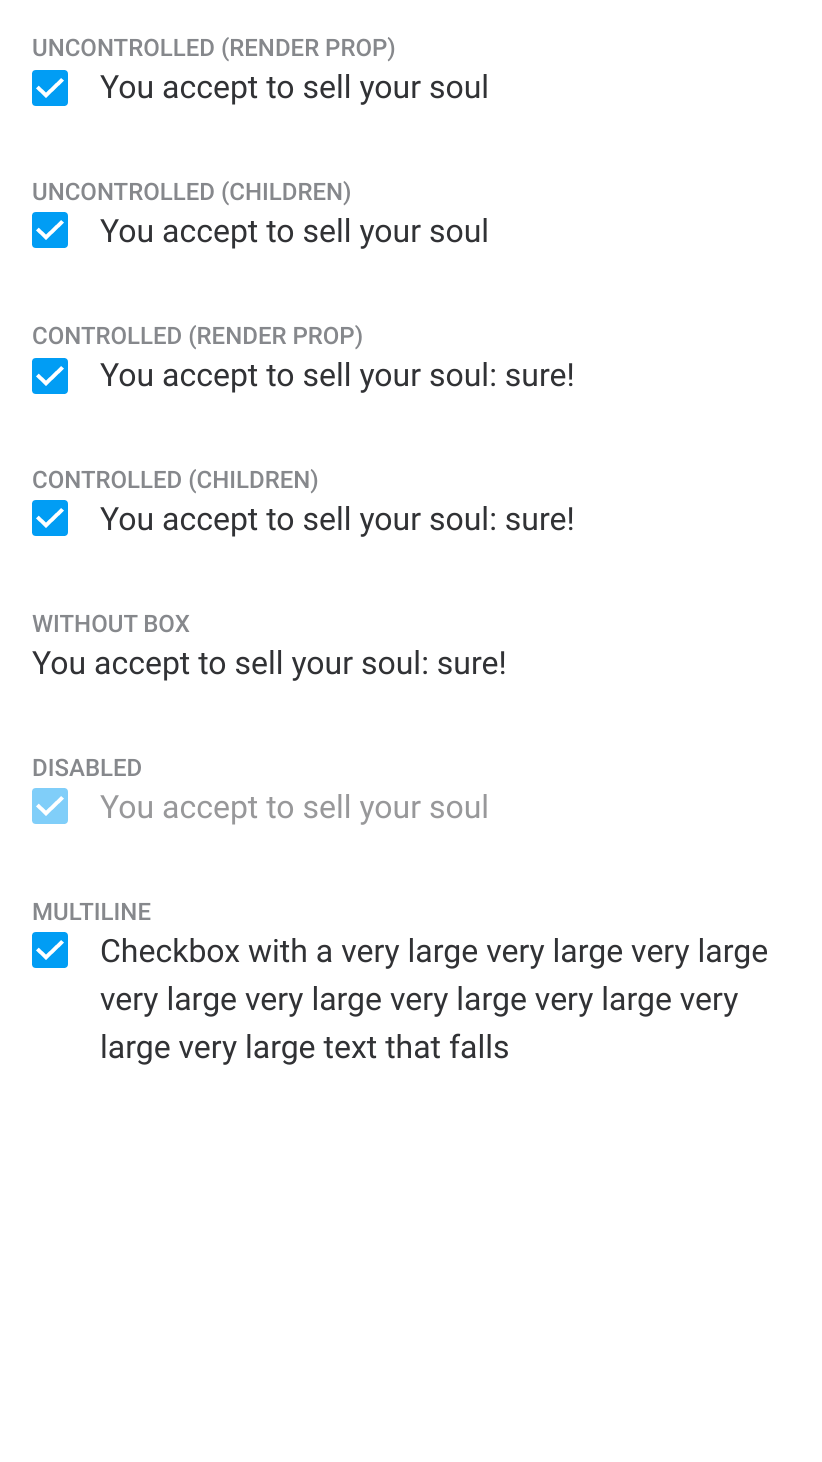 UNCONTROLLED (RENDER PROP)
You accept to sell your soul
UNCONTROLLED (CHILDREN)
You accept to sell your soul
CONTROLLED (RENDER PROP)
You accept to sell your soul: sure!
CONTROLLED (CHILDREN)
You accept to sell your soul: sure!
WITHOUT BOX
You accept to sell your soul: sure!
DISABLED
You accept to sell your soul
MULTILINE
Checkbox with a very large very large very large
very large very large very large very large very
large very large text that falls